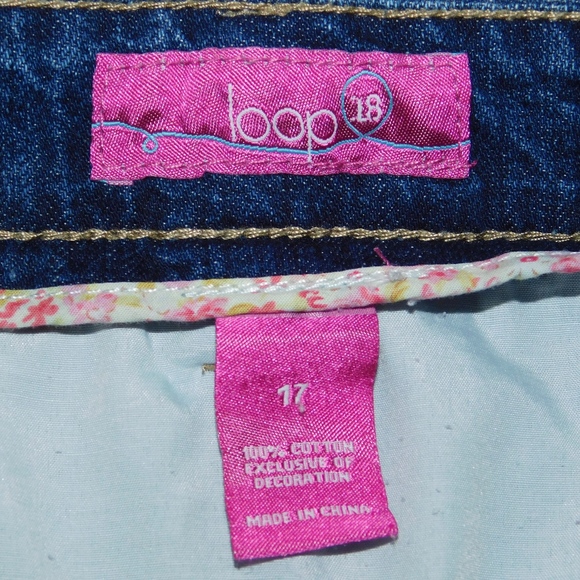 loop 18
17
100% COTTON
EXCLUSIVE OF
DECORATION
MADE IN CHINA